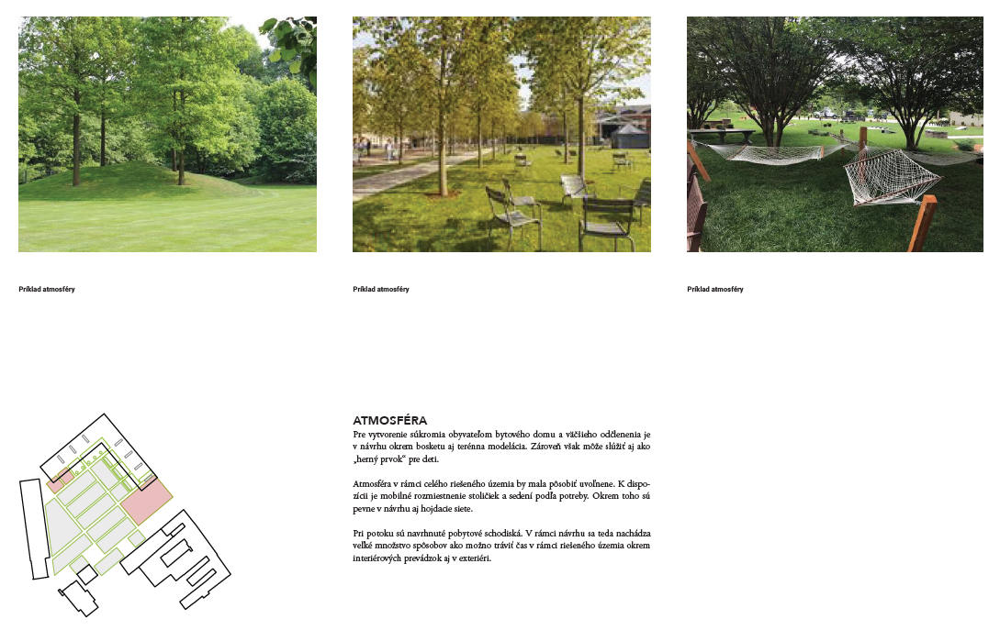 Príklad atmosféry
Príklad atmosféry
Príklad atmosféry
ATMOSFÉRA
Pre vytvorenie súkromia obyvateľom bytového domu a väčšieho odčlenenia je
v návrhu okrem bosketu aj terénna modelácia. Zároveň však môže slúžiť aj ako
„herný prvok“ pre deti.
Atmosféra v rámci celého riešeného územia by mala pôsobiť uvoľnene. K dispo-
zícii je mobilné rozmiestnenie stoličiek a sedení podľa potreby. Okrem toho sú
pevne v návrhu aj hojdacie siete.
Pri potoku sú navrhnuté pobytové schodiská. V rámci návrhu sa teda nachádza
veľké množstvo spôsobov ako možno tráviť čas v rámci riešeného územia okrem
interiérových prevádzok aj v exteriéri.